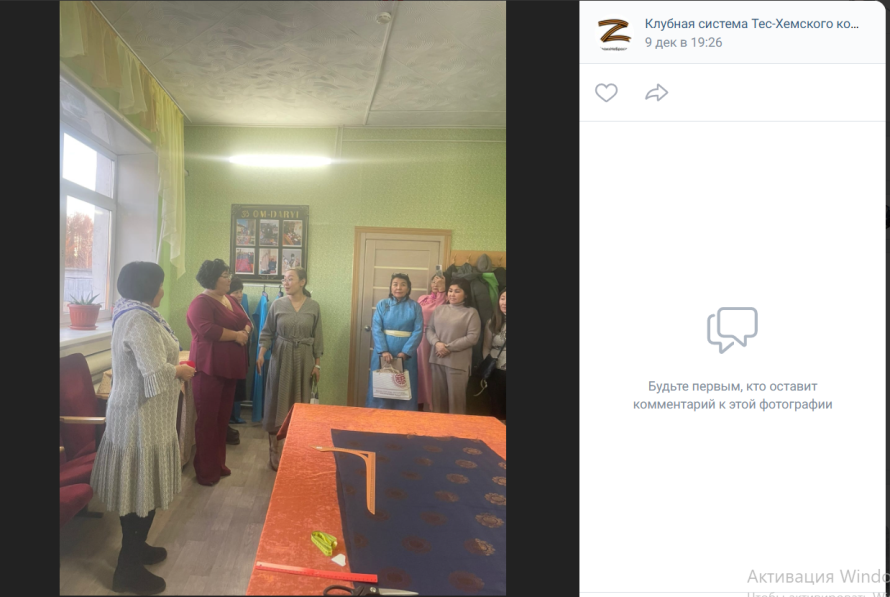 Клубная система Тес-Хемского ко...
9 дек в 19:26
Будьте первым, кто оставит
комментарий к этой фотографии
Активация Windo